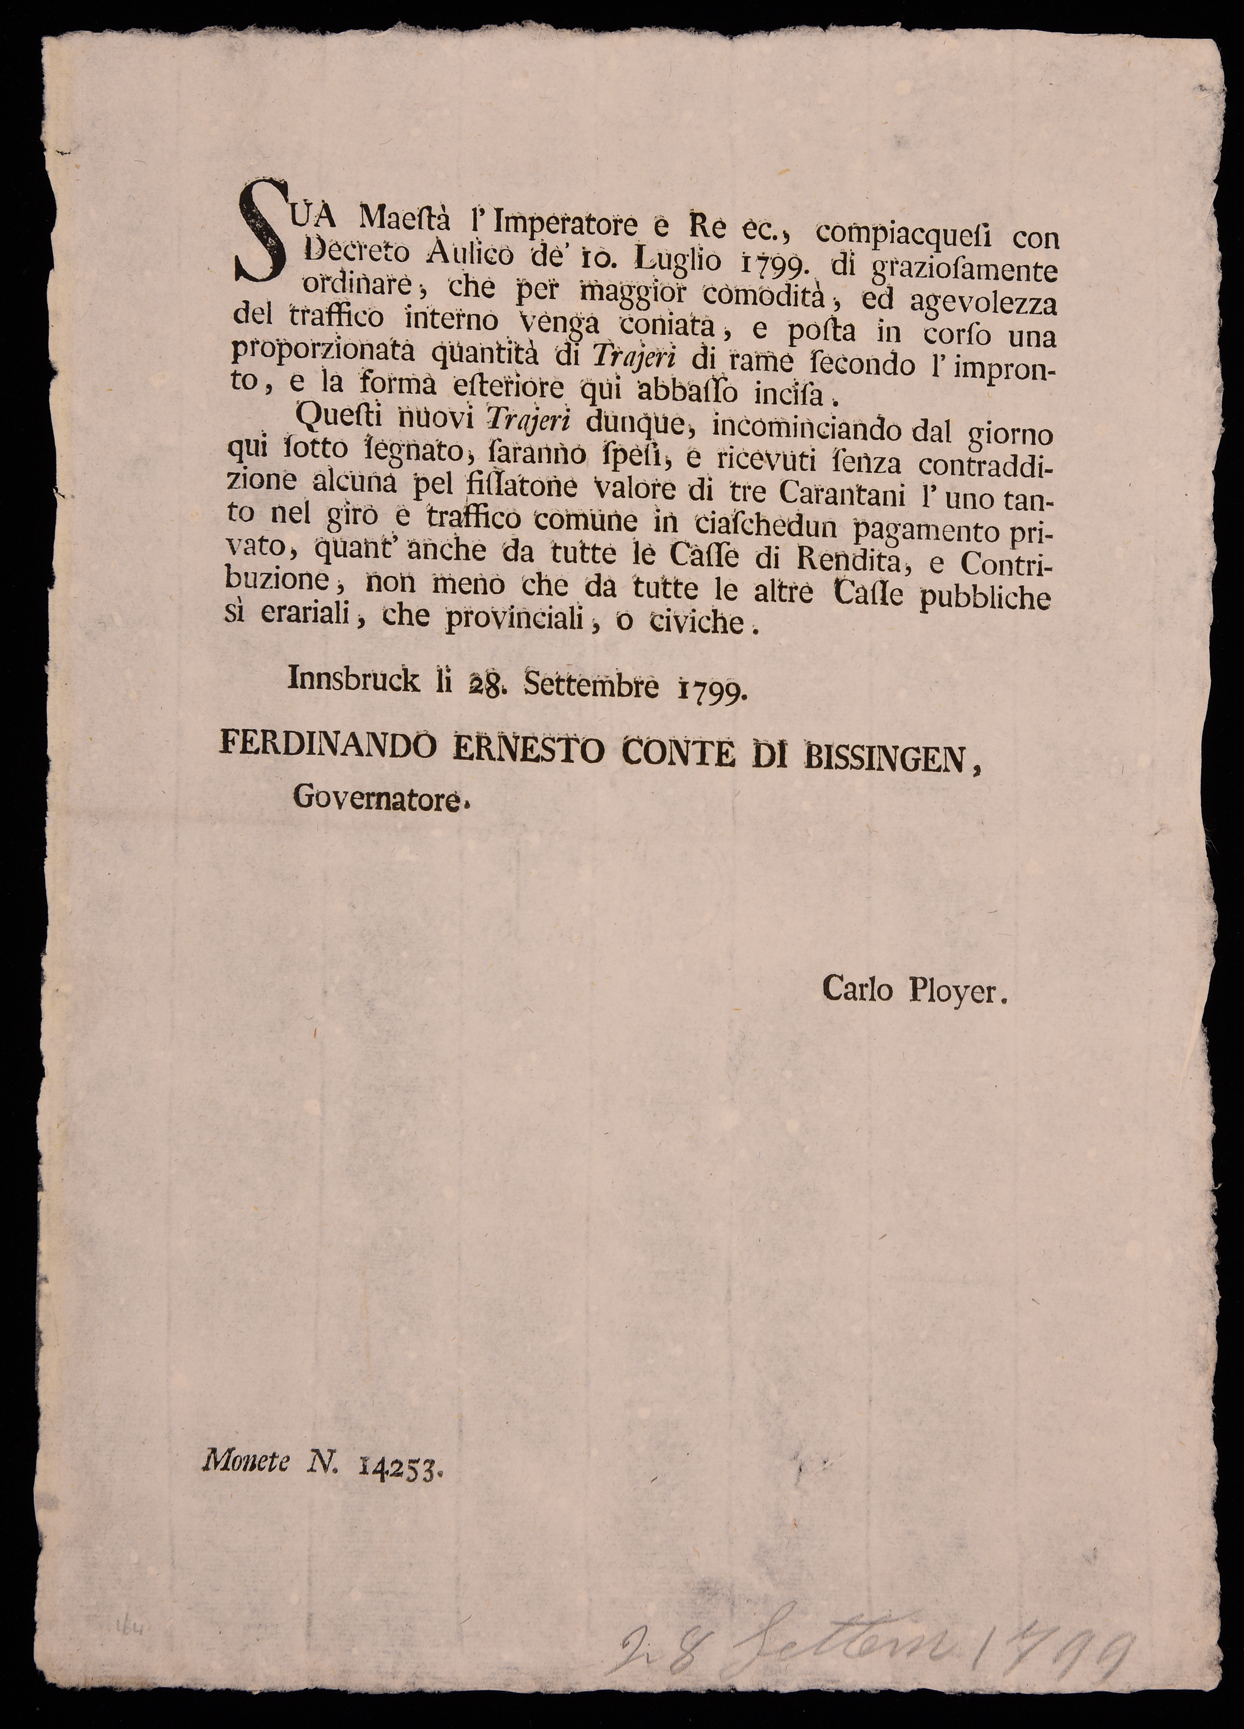 SUA Maeſtà l' Imperatore e Re ec., compiacqueſi con
Decreto Aulico de' 10. Luglio 1799. di grazioſamente
ordinare, che per maggior comodità, ed agevolezza
del traffico interno venga coniata, e poſta in corſo una
proporzionata quantità di Trajeri di rame ſecondo l' impron-
to, e la forma eſteriore qui abbaſſo inciſa.
Queſti nuovi Trajeri dunque, incominciando dal giorno
qui ſotto ſegnato, ſaranno ſpeſi, e ricevuti ſenza contraddi-
zione alcuna pel fiſſatone valore di tre Carantani l' uno tan-
to nel giro e traffico comune in ciaſchedun pagamento pri-
vato, quant' anche da tutte le Caſſe di Rendita, e Contri-
buzione, non meno che da tutte le altre Caſſe pubbliche
sì erariali, che provinciali, o civiche.
Innsbruck li 28. Settembre 1799.
FERDINANDO ERNESTO CONTE DI BISSINGEN,
Governatore.
Carlo Ployer.
Monete N. 14253.
28 Settem 1799